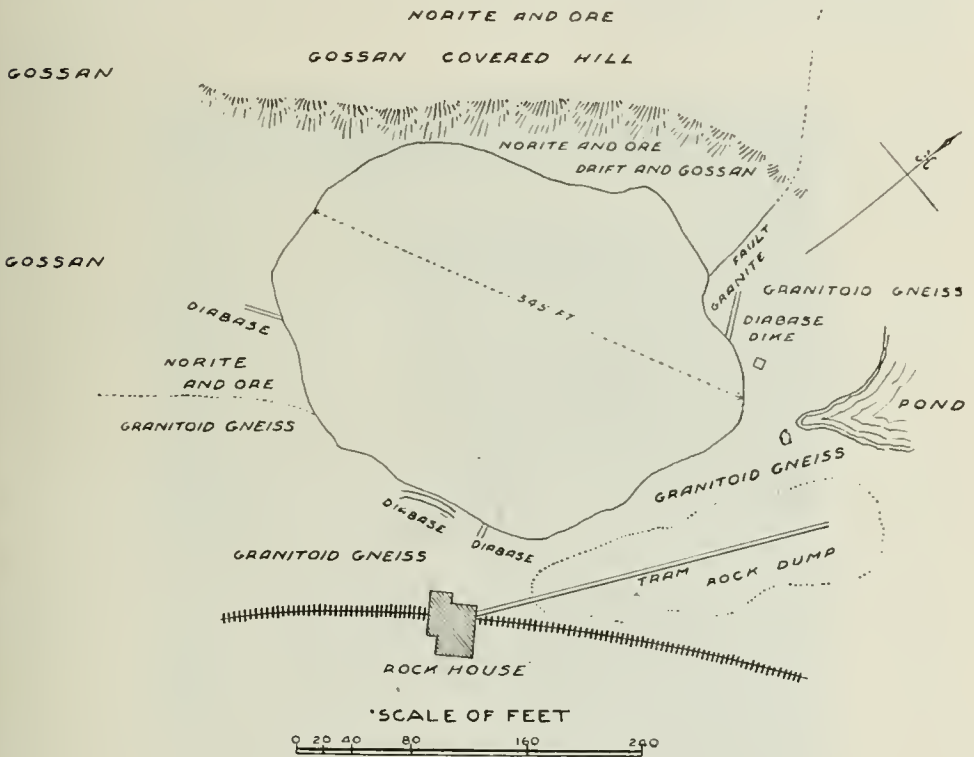 NORITE AND ORE
GOSSAN COVERED HILL
GOSSAN
NORITE AND ORE
DRIFT AND GOSSAN
GOSSAN
FAULT
GRANITE
GRANITOID GNEISS
345 FT
DIABASE
DIABASE
DIKE
NORITE
AND ORE
GRANITOID GNEISS
POND
GRANITOID GNEISS
DIABASE
DIABASE
GRANITOID GNEISS
TRAM
ROCK DUMP
ROCK HOUSE
SCALE OF FEET
0 20 40 80 160 240